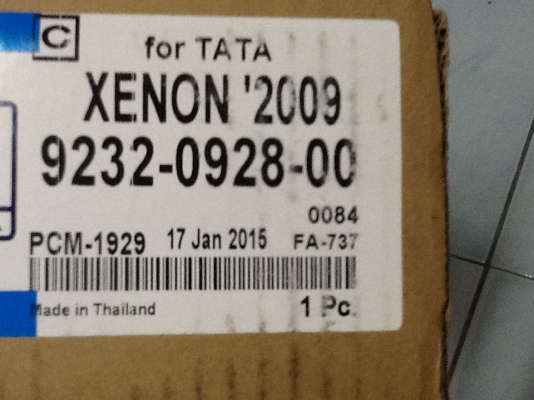 C
for TATA
XENON '2009
9232-0928-00
0084
PCM-1929 17 Jan 2015 FA-737
Made in Thailand 1 Pc.